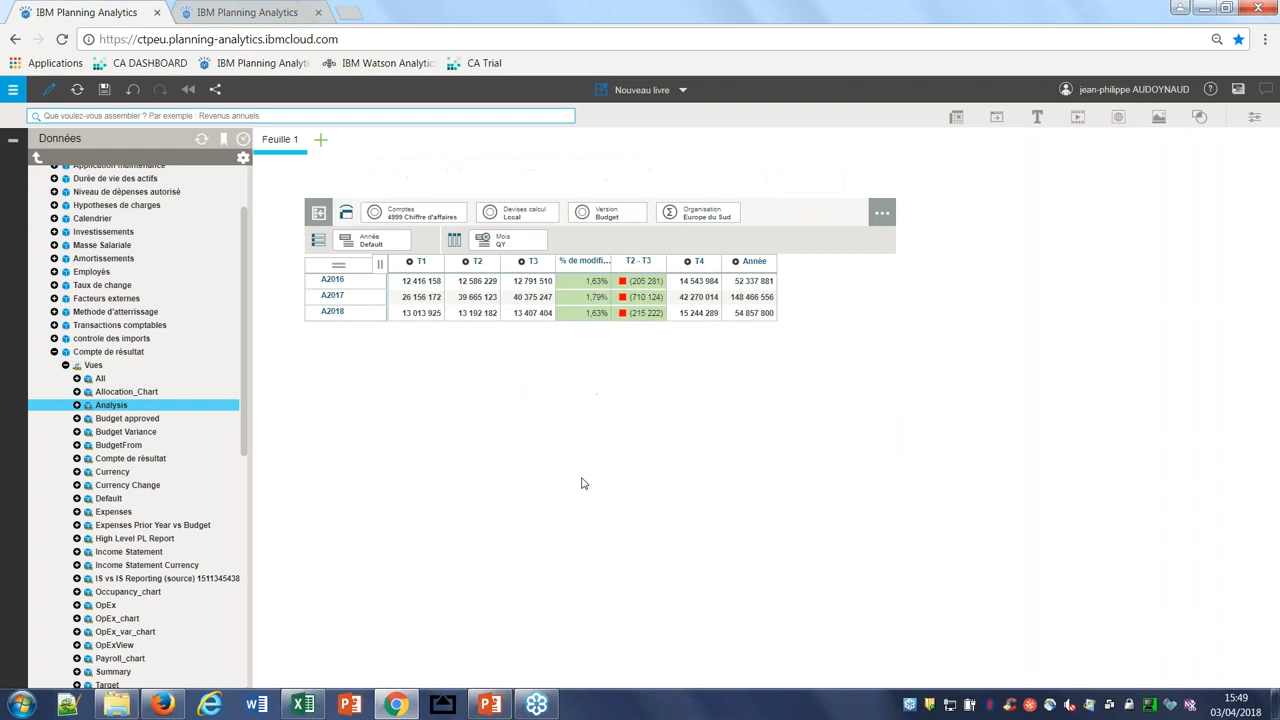 IBM Planning Analytics × IBM Planning Analytics ×
https://ctpeu.planning-analytics.ibmcloud.com
Applications CA DASHBOARD IBM Planning Analyti IBM Watson Analytic CA Trial
Nouveau livre jean-philippe AUDOYNAUD
Que voulez-vous assembler ? Par exemple : Revenus annuels
Données
Feuille 1
Application maintenance
Durée de vie des actifs
Niveau de dépenses autorisé
Hypotheses de charges
Calendrier
Investissements
Masse Salariale
Amortissements
Employés
Taux de change
Facteurs externes
Methode d'atterrissage
Transactions comptables
controle des imports
Compte de résultat
Vues
All
Allocation_Chart
Analysis
Budget approved
Budget Variance
BudgetFrom
Compte de résultat
Currency
Currency Change
Default
Expenses
Expenses Prior Year vs Budget
High Level PL Report
Income Statement
Income Statement Currency
IS vs IS Reporting (source) 1511345438
Occupancy_chart
OpEx
OpEx_chart
OpEx_var_chart
OpExView
Payroll_chart
Summary
Target
Comptes Devises calcul Version Organisation
4999 Chiffre d'affaires Local Budget Europe du Sud
Année Mois
Default QY
T1 T2 T3 % de modifi... T2 - T3 T4 Année
A2016 12 416 158 12 586 229 12 791 510 1,63% (205 281) 14 543 984 52 337 881
A2017 26 156 172 39 665 123 40 375 247 1,79% (710 124) 42 270 014 148 466 556
A2018 13 013 925 13 192 182 13 407 404 1,63% (215 222) 15 244 289 54 857 800
15:49
03/04/2018